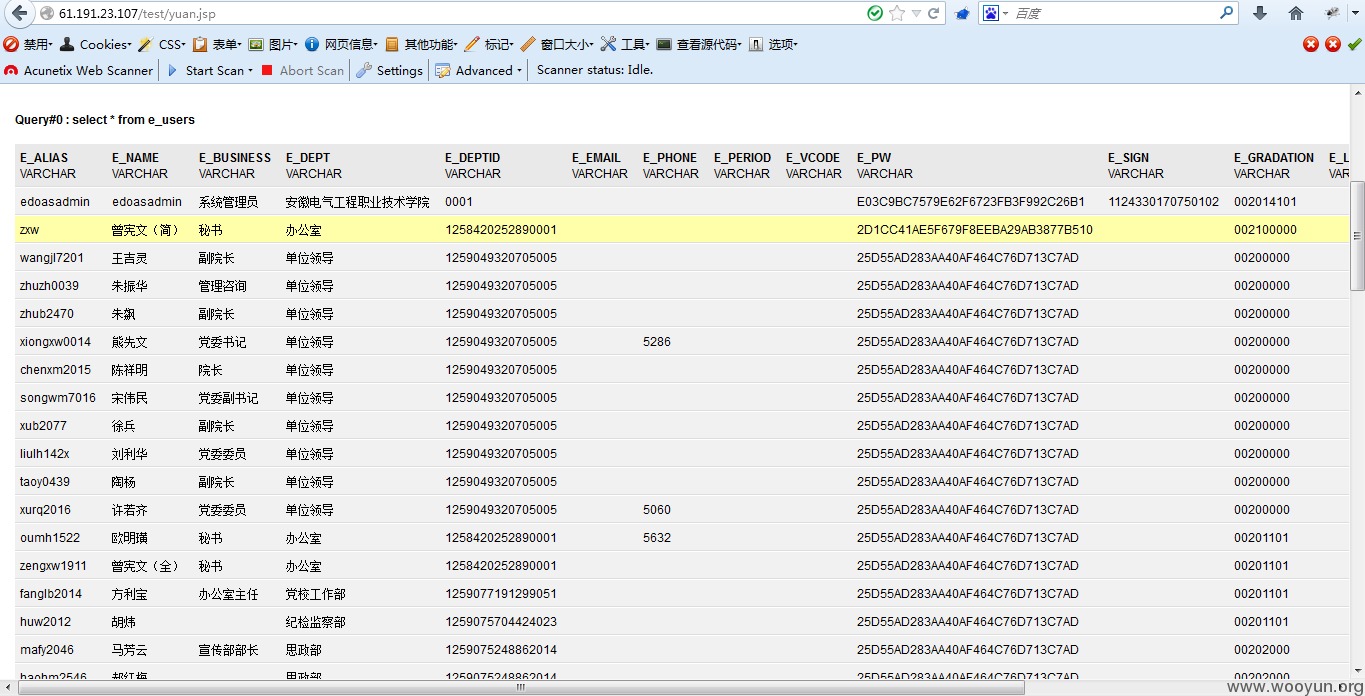 61.191.23.107/test/yuan.jsp
百度
禁用 Cookies CSS 表单 图片 网页信息 其他功能 标记 窗口大小 工具 查看源代码 选项
Acunetix Web Scanner Start Scan Abort Scan Settings Advanced Scanner status: Idle.
Query#0 : select * from e_users
E_ALIAS E_NAME E_BUSINESS E_DEPT E_DEPTID E_EMAIL E_PHONE E_PERIOD E_VCODE E_PW E_SIGN E_GRADATION E_L
VARCHAR VARCHAR VARCHAR VARCHAR VARCHAR VARCHAR VARCHAR VARCHAR VARCHAR VARCHAR VARCHAR VARCHAR VAR
edoasadmin edoasadmin 系统管理员 安徽电气工程职业技术学院 0001 E03C9BC7579E62F6723FB3F992C26B1 1124330170750102 002014101
zxw 曾宪文（简） 秘书 办公室 1258420252890001 2D1CC41AE5F679F8EEBA29AB3877B510 002100000
wangjl7201 王吉灵 副院长 单位领导 1259049320705005 25D55AD283AA40AF464C76D713C7AD 00200000
zhuzh0039 朱振华 管理咨询 单位领导 1259049320705005 25D55AD283AA40AF464C76D713C7AD 00200000
zhub2470 朱飙 副院长 单位领导 1259049320705005 25D55AD283AA40AF464C76D713C7AD 00200000
xiongxw0014 熊先文 党委书记 单位领导 1259049320705005 5286 25D55AD283AA40AF464C76D713C7AD 00200000
chenxm2015 陈祥明 院长 单位领导 1259049320705005 25D55AD283AA40AF464C76D713C7AD 00200000
songwm7016 宋伟民 党委副书记 单位领导 1259049320705005 25D55AD283AA40AF464C76D713C7AD 00200000
xub2077 徐兵 副院长 单位领导 1259049320705005 25D55AD283AA40AF464C76D713C7AD 00200000
liulh142x 刘利华 党委委员 单位领导 1259049320705005 25D55AD283AA40AF464C76D713C7AD 00200000
taoy0439 陶杨 副院长 单位领导 1259049320705005 25D55AD283AA40AF464C76D713C7AD 00200000
xurq2016 许若齐 党委委员 单位领导 1259049320705005 5060 25D55AD283AA40AF464C76D713C7AD 00200000
oumh1522 欧明璜 秘书 办公室 1258420252890001 5632 25D55AD283AA40AF464C76D713C7AD 00201101
zengxw1911 曾宪文（全） 秘书 办公室 1258420252890001 25D55AD283AA40AF464C76D713C7AD 00201101
fanglb2014 方利宝 办公室主任 党校工作部 1259077191299051 25D55AD283AA40AF464C76D713C7AD 00201101
huw2012 胡炜 纪检监察部 1259075704424023 25D55AD283AA40AF464C76D713C7AD 00201101
mafy2046 马芳云 宣传部部长 思政部 1259075248862014 25D55AD283AA40AF464C76D713C7AD 00202000
haohm2546 郝红梅 思政部 1259075248862014 25D55AD283AA40AF464C76D713C7AD 00202000
www.wooyun.org